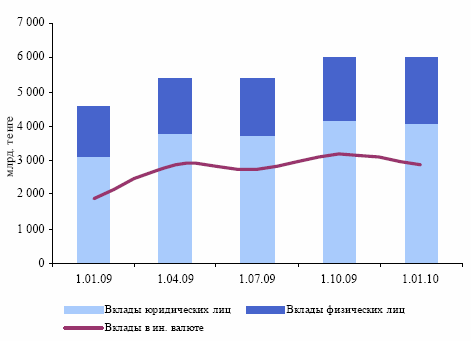 7 000
6 000
5 000
4 000
3 000
2 000
1 000
0
млрд. тенге
1.01.09 1.04.09 1.07.09 1.10.09 1.01.10
Вклады юридических лиц Вклады физических лиц
Вклады в ин. валюте